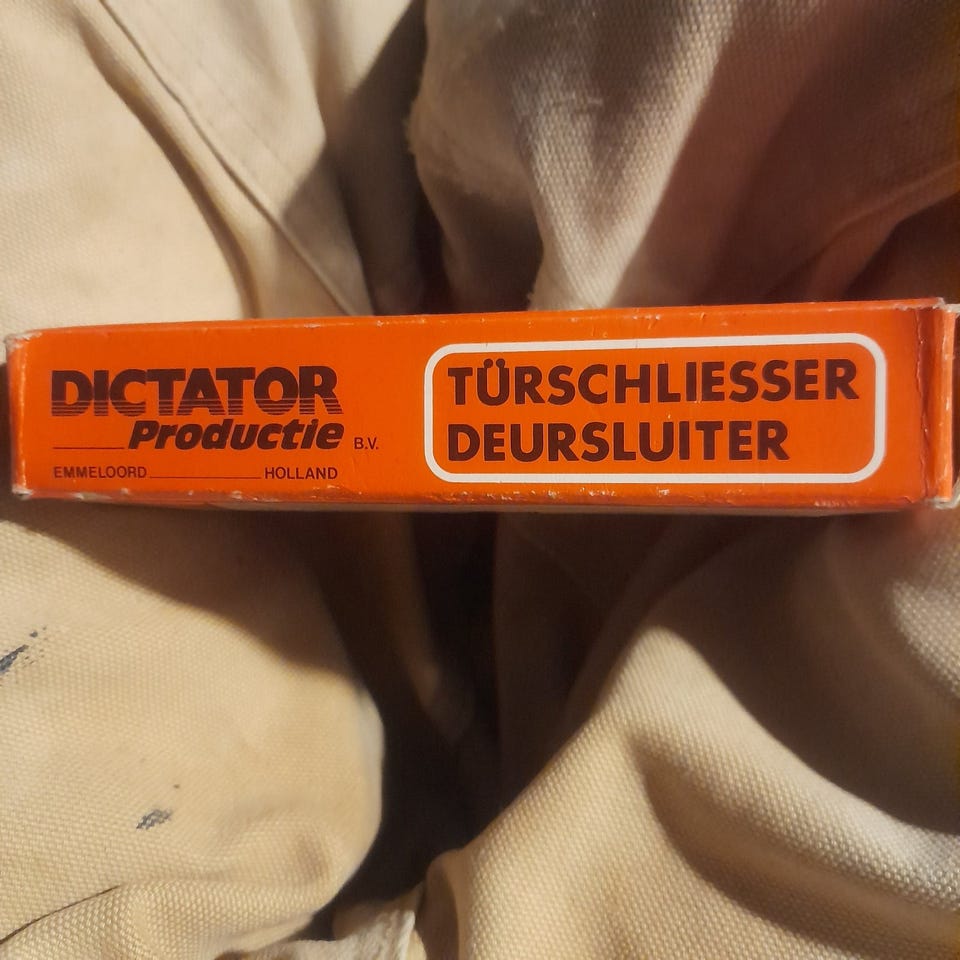 DICTATOR
Productie B.V.
EMMELOORD HOLLAND
TÜRSCHLIESSER
DEURSLUITER